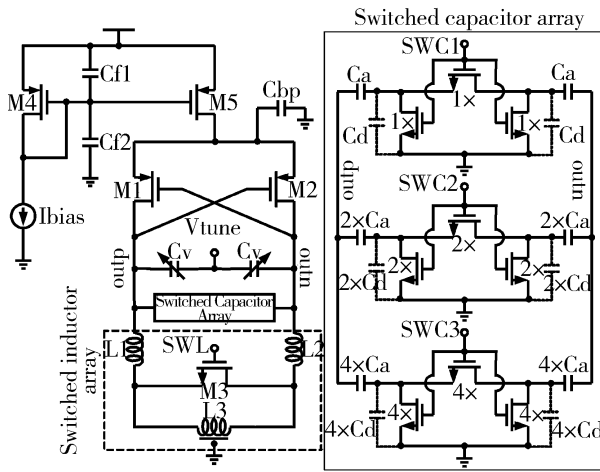 Switched capacitor array
SWC1
Cf1
Ca
Ca
M4
M5
Cbp
1×
1×
1×
Cd
Cd
Cf2
outp
outn
M1
M2
SWC2
Ibias
Vtune
2×Ca
2×Ca
outp
Cv
Cv
outn
2×
2×
2×
2×Cd
2×Cd
Switched Capacitor
Array
SWC3
Switched inductor
array
L1
SWL
L2
M3
4×Ca
4×Ca
4×
L3
4×
4×
4×Cd
4×Cd